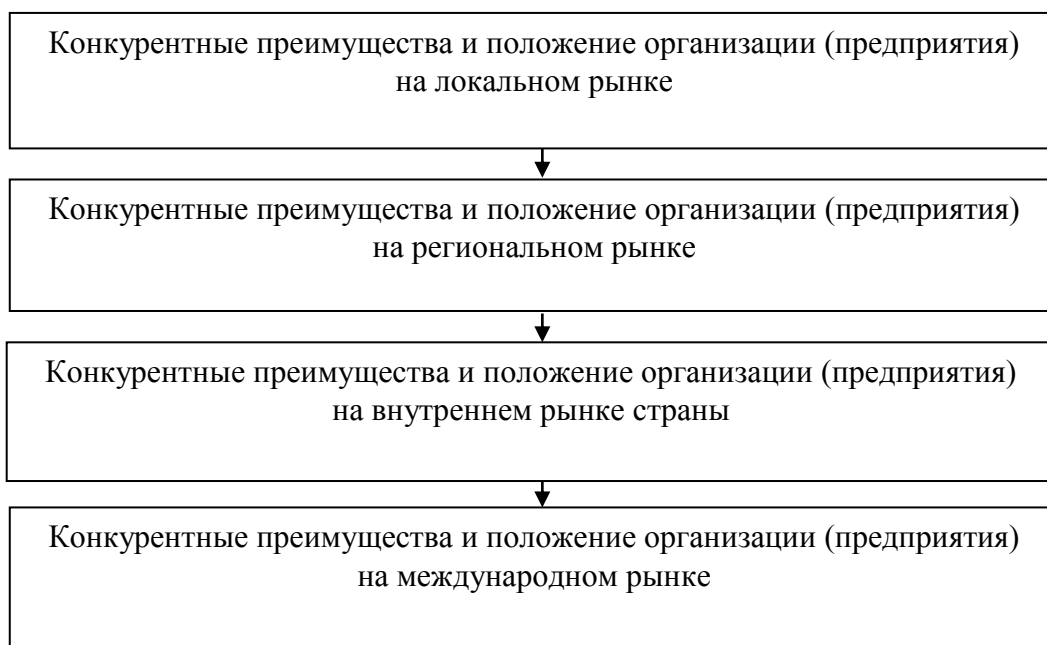 Конкурентные преимущества и положение организации (предприятия)
на локальном рынке
Конкурентные преимущества и положение организации (предприятия)
на региональном рынке
Конкурентные преимущества и положение организации (предприятия)
на внутреннем рынке страны
Конкурентные преимущества и положение организации (предприятия)
на международном рынке